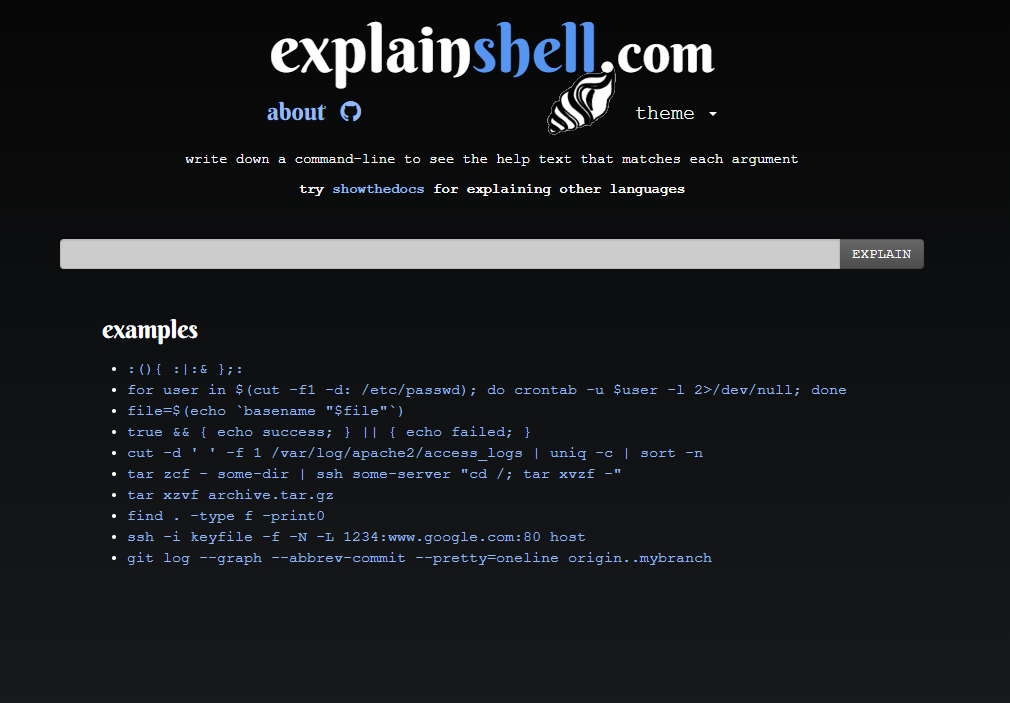 explainshell.com
about theme
write down a command-line to see the help text that matches each argument
try showthedocs for explaining other languages
EXPLAIN
examples
:(){ :|:& };:
for user in $(cut -f1 -d: /etc/passwd); do crontab -u $user -l 2>/dev/null; done
file=$(echo `basename "$file"`)
true && { echo success; } || { echo failed; }
cut -d ' ' -f 1 /var/log/apache2/access_logs | uniq -c | sort -n
tar zcf - some-dir | ssh some-server "cd /; tar xvzf -"
tar xzvf archive.tar.gz
find . -type f -print0
ssh -i keyfile -f -N -L 1234:www.google.com:80 host
git log --graph --abbrev-commit --pretty=oneline origin..mybranch